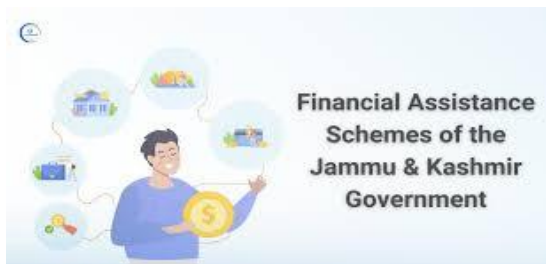 Financial Assistance
Schemes of the
Jammu & Kashmir
Government
$